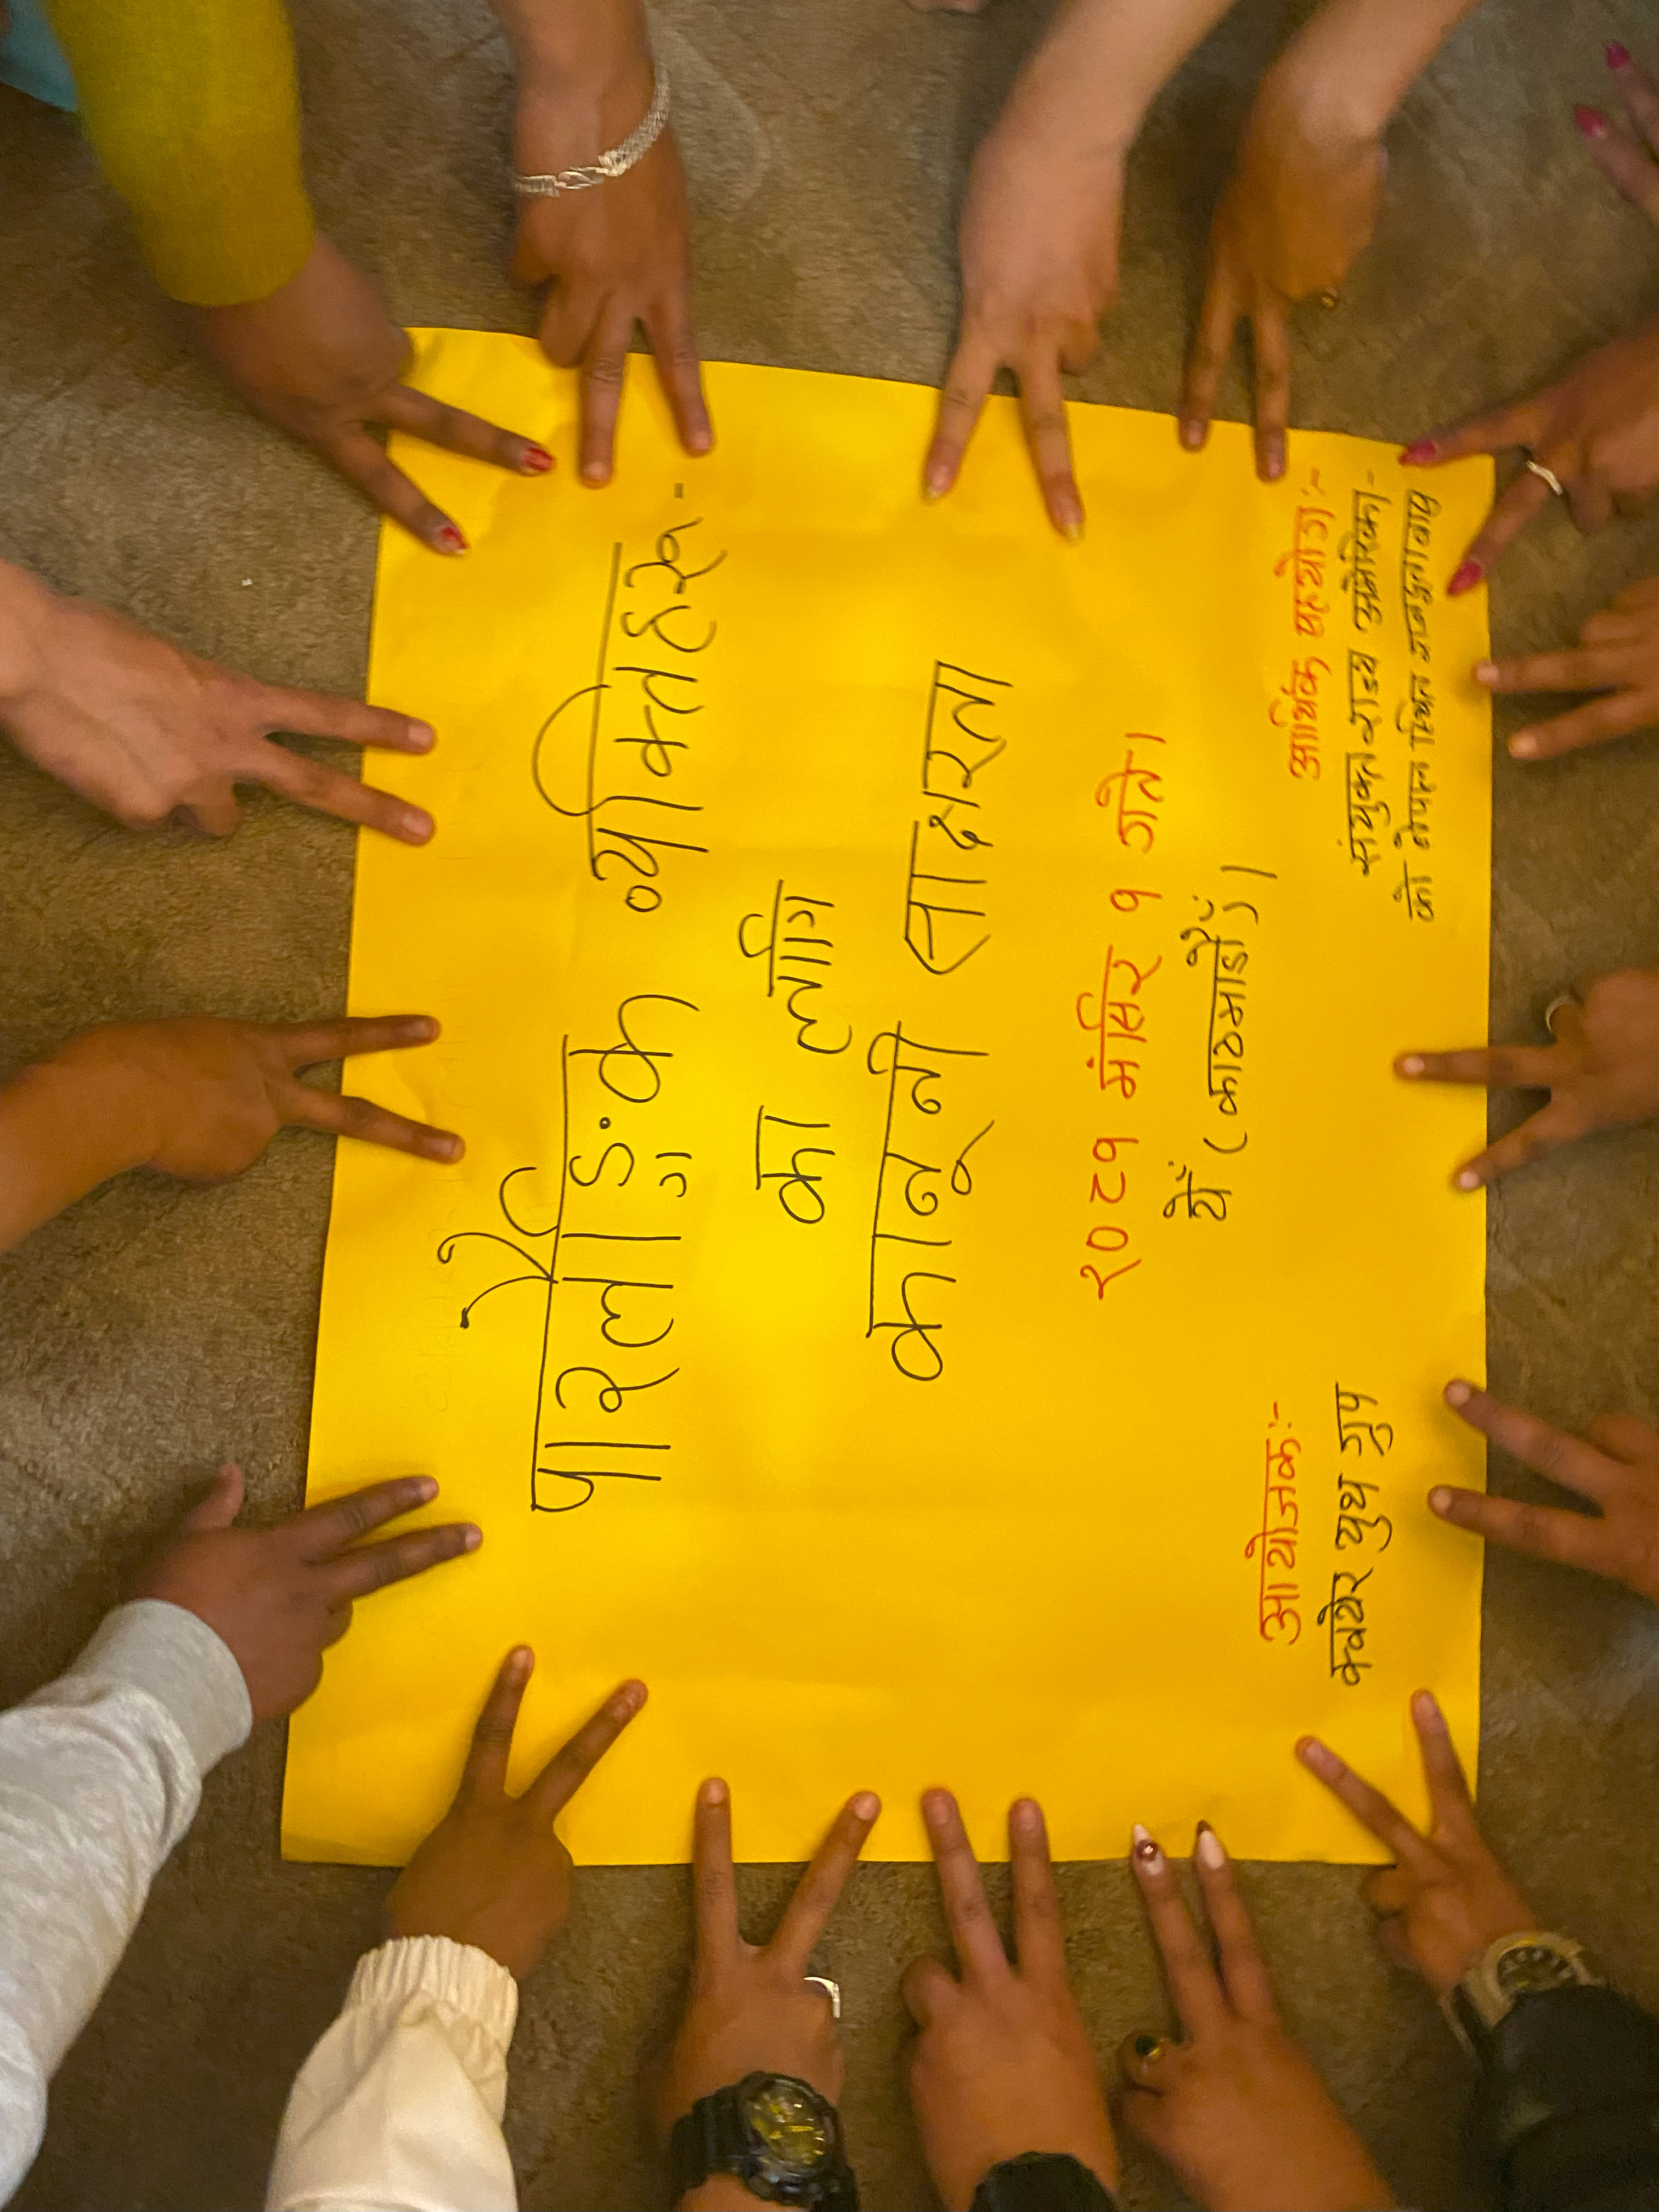 पारलैङ्गिक व्यक्तिहरू-
का लागि
कानूनी साक्षरता
२०८१ मंसिर १ गते।
येँ (काठमाडौँ)।
आयोजकः-
क्वयेर युथ ग्रुप
आर्थिक सहयोगः-
संयुक्त राज्य अमेरिका-
को नेपाल स्थित राजदूतावास